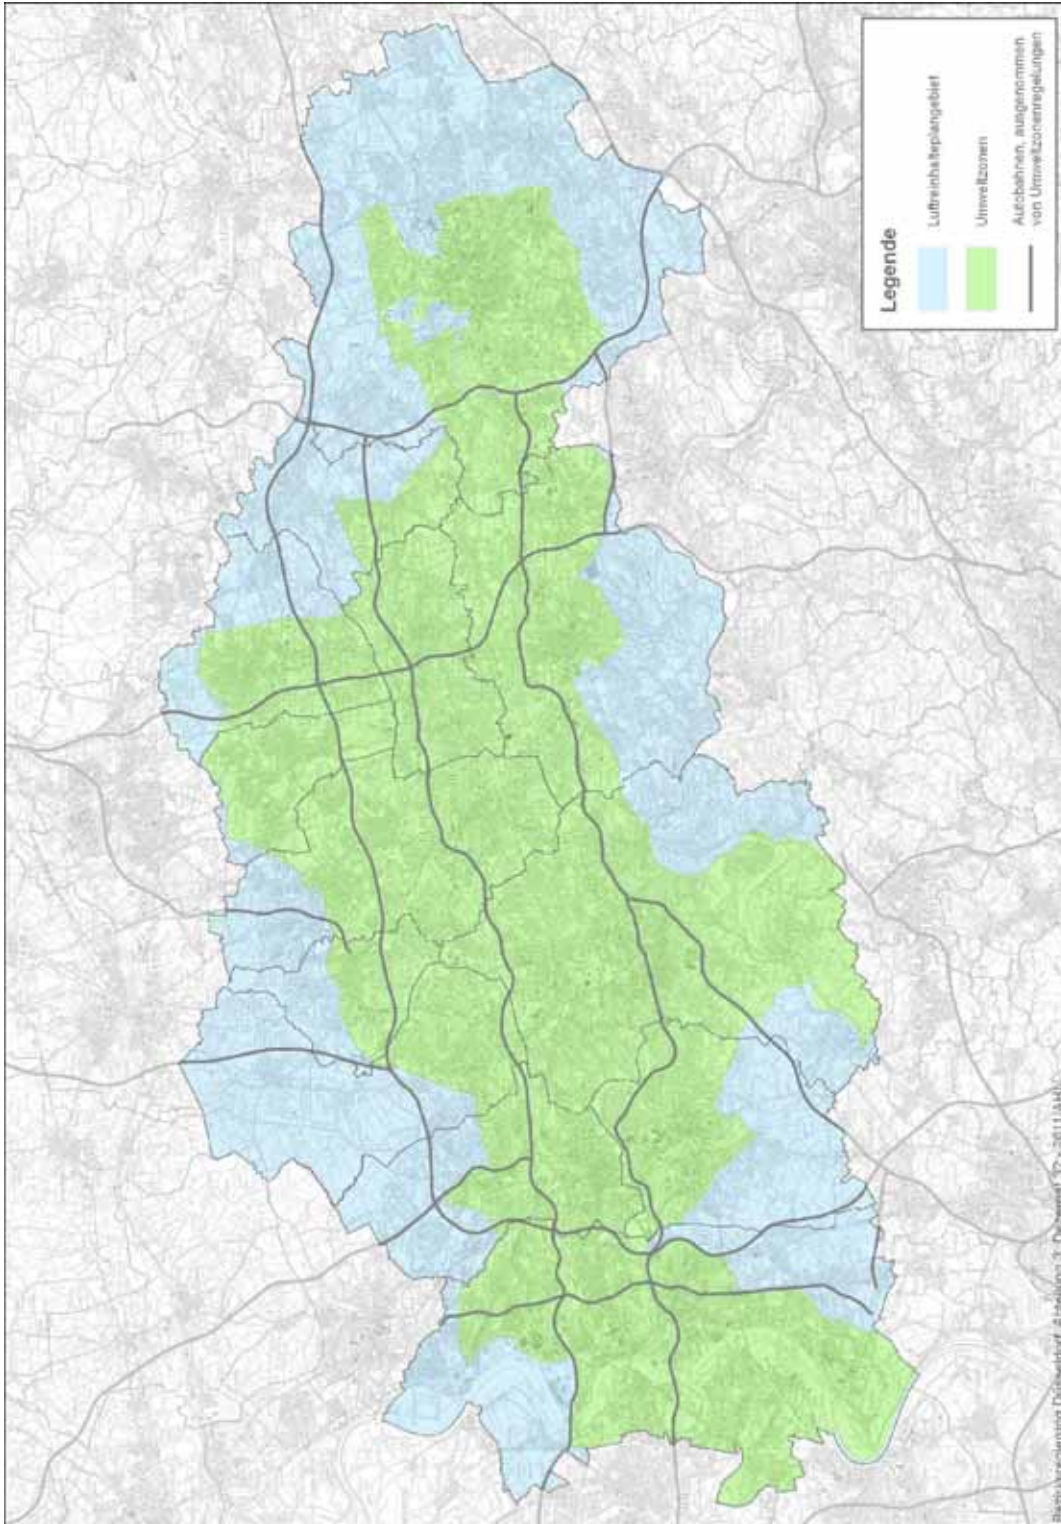 Legende
Luftreinhalteplangebiet
Umweltzonen
Autobahnen, ausgenommen
von Umweltzonenregelungen